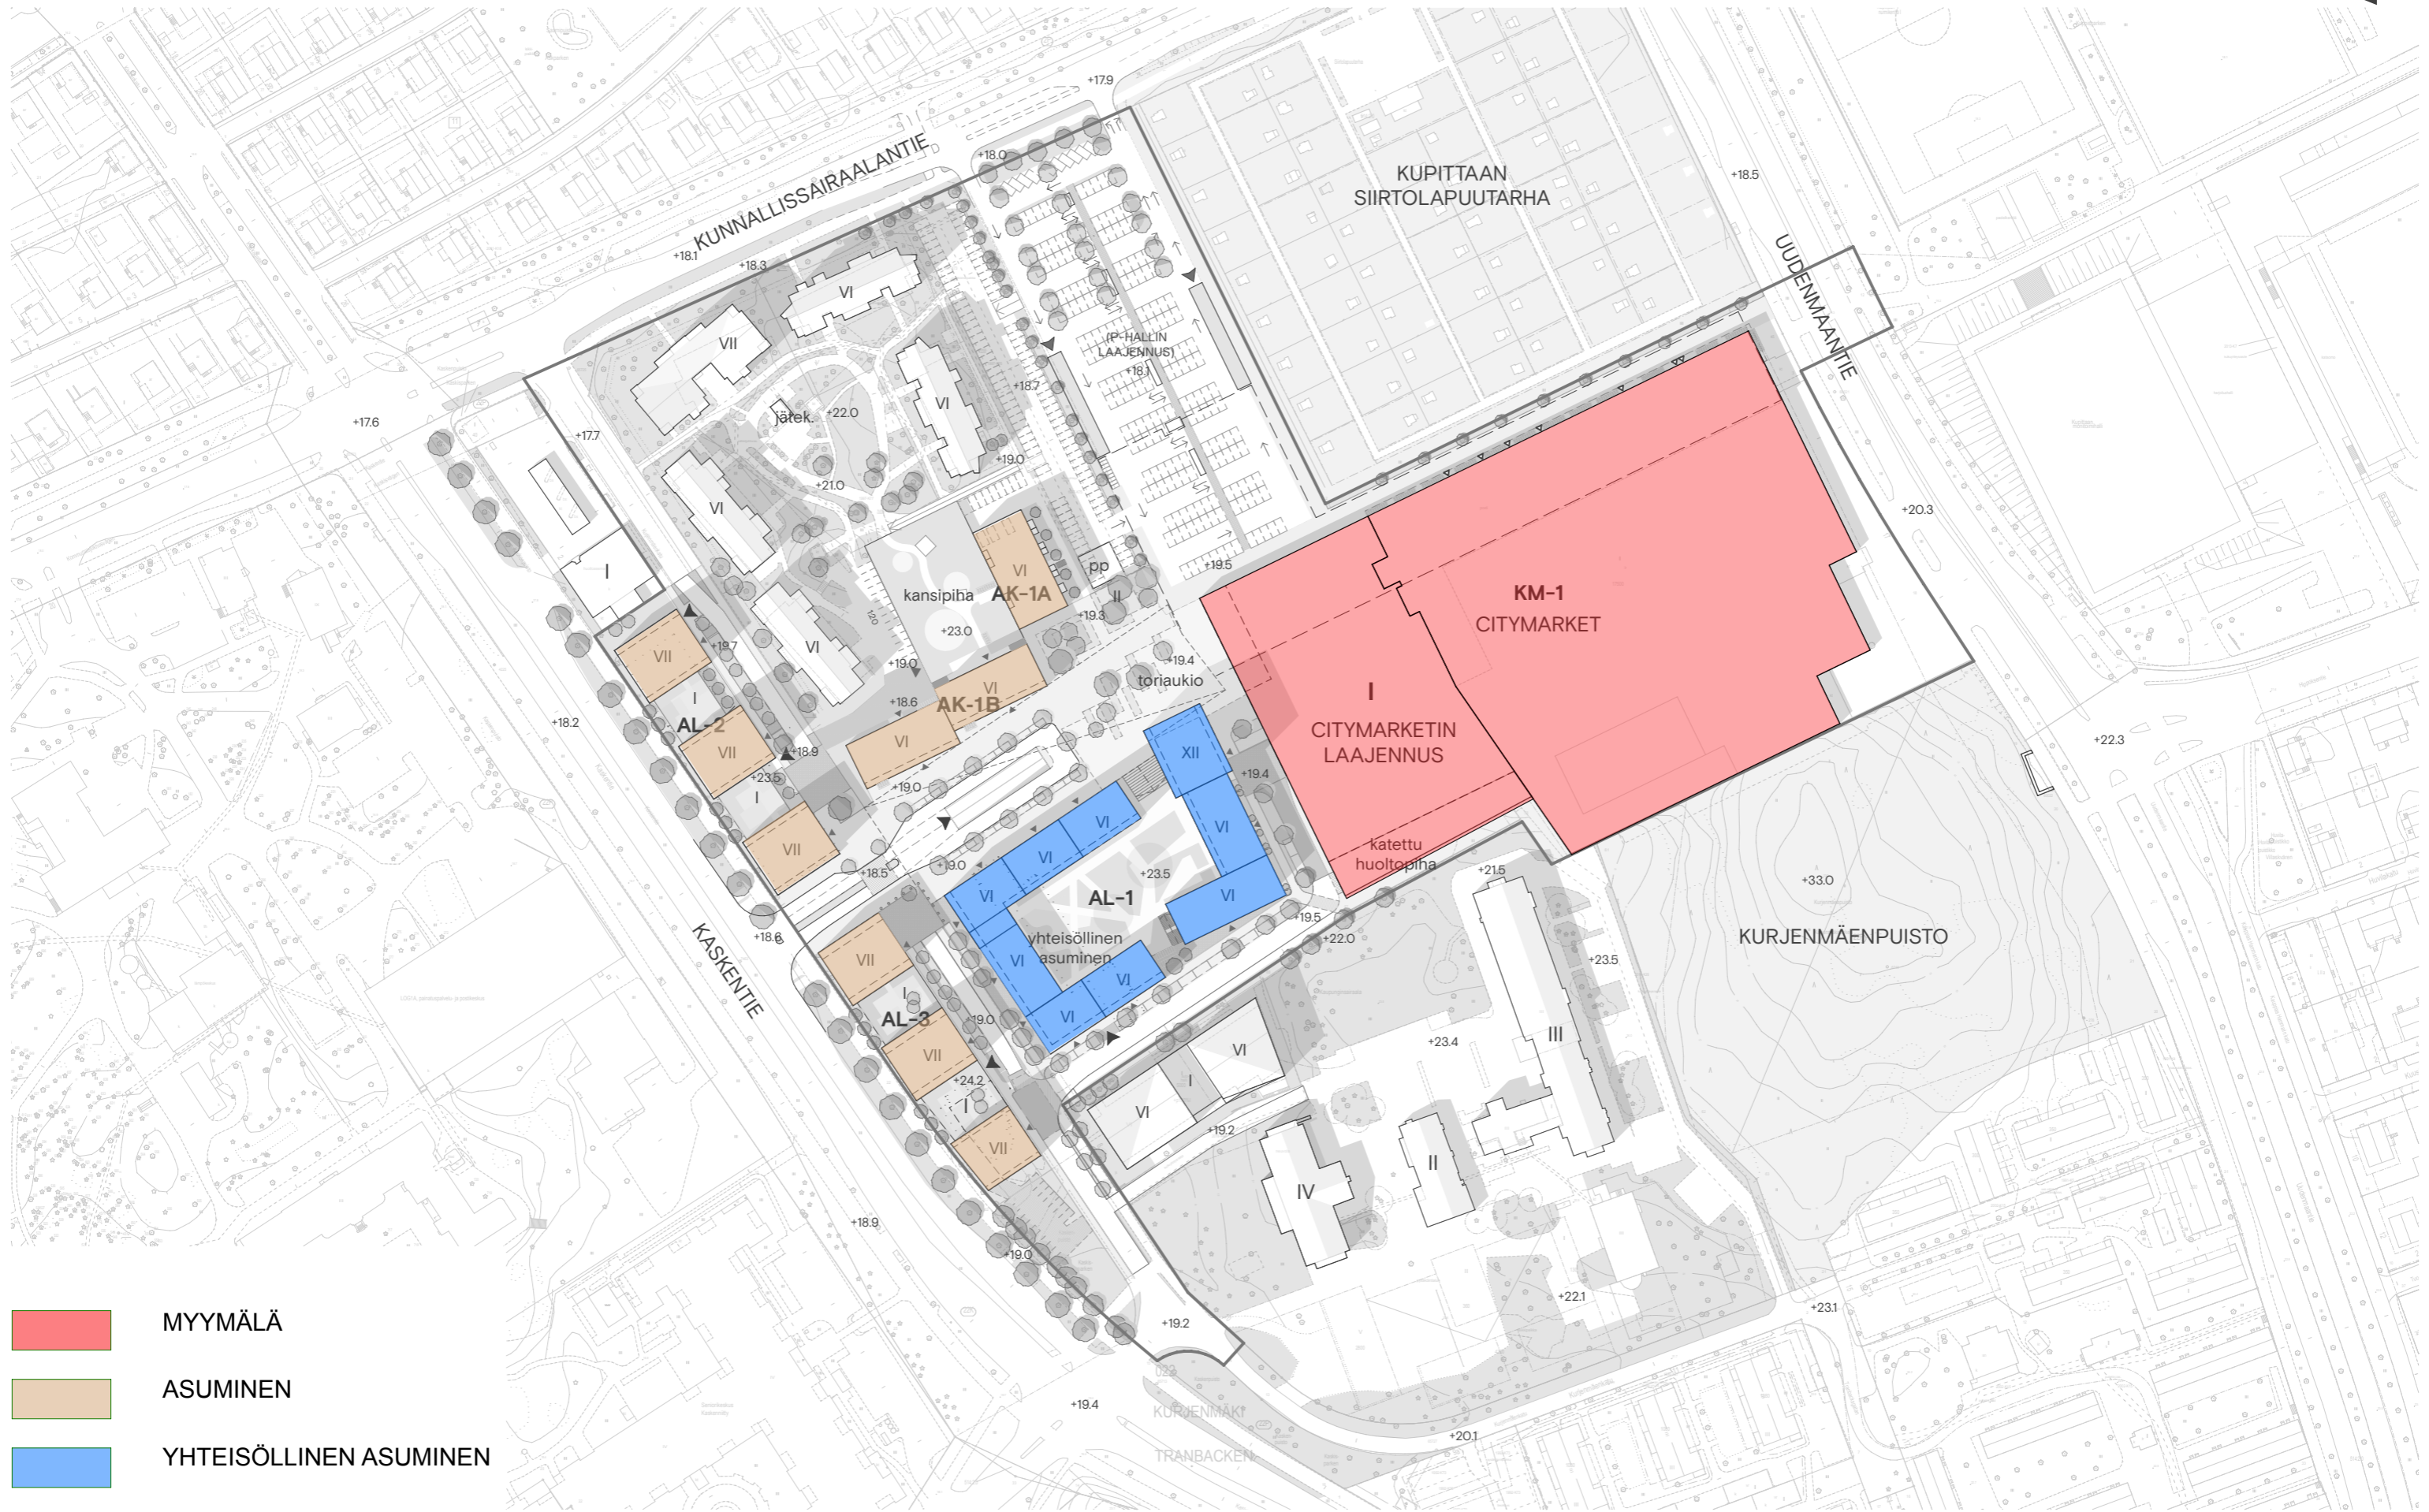 +17.9
KUNNALLISSAIRAALANTIE
+18.0
KUPITTAAN
SIIRTOLAPUUTARHA
+18.5
UUDENMAANTIE
+18.1
+18.3
VI
VII
(P-HALLIN
LAAJENNUS)
+18.1
+18.7
VI
jätek.
+22.0
+17.6
+17.7
+19.0
+21.0
VI
+20.3
I
VI
+19.5
pp
kansipiha
AK-1A
II
KM-1
CITYMARKET
+19.3
+23.0
1/20
VII
+19.7
VI
+19.0
+19.4
toriaukio
I
AL-2
+18.6
VI
AK-1B
I
CITYMARKETIN
LAAJENNUS
+18.2
VII
+18.9
VI
XII
+22.3
+23.5
+19.4
I
+19.0
VI
VI
VII
VI
katettu
huoltopiha
+19.0
+18.5
+23.5
+21.5
+33.0
VI
AL-1
VI
+19.5
KASKENTIE
+18.6
yhteisöllinen
asuminen
+22.0
KURJENMÄENPUISTO
VII
VI
+23.5
VI
I
AL-3
+19.0
VI
III
+23.4
VII
VI
+24.2
I
I
VI
+19.2
VII
IV
II
+18.9
+19.0
+22.1
+23.1
+19.2
MYYMÄLÄ
022
ASUMINEN
+19.4
KURJENMÄKI
+20.1
TRANBACKEN
YHTEISÖLLINEN ASUMINEN